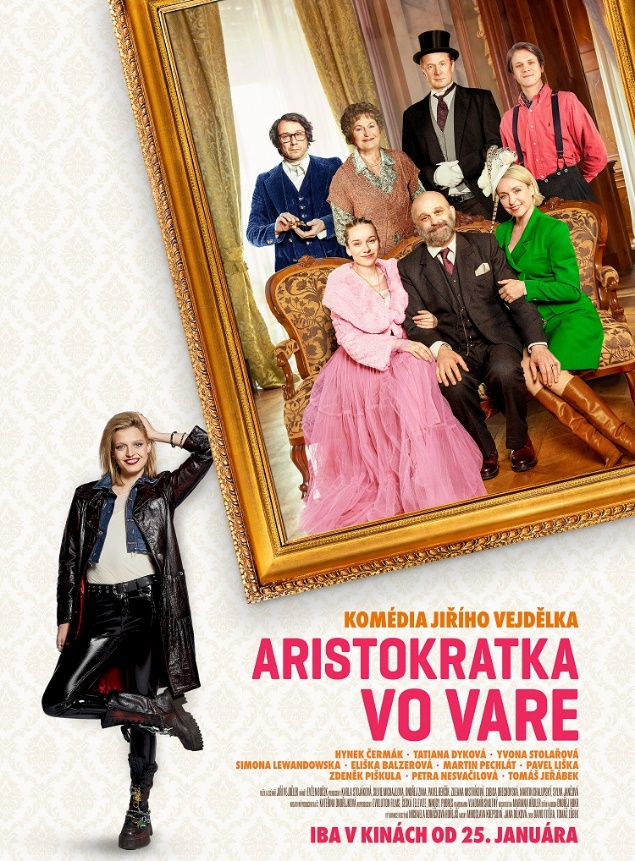 KOMÉDIA JIŘÍHO VEJDĚLKA
ARISTOKRATKA
VO VARE
HYNEK ČERMÁK · TATIANA DYKOVÁ · YVONA STOLAŘOVÁ
SIMONA LEWANDOWSKA · ELIŠKA BALZEROVÁ · MARTIN PECHLÁT · PAVEL LIŠKA
ZDENĚK PIŠKULA · PETRA NESVAČILOVÁ · TOMÁŠ JEŘÁBEK
IBA V KINÁCH OD 25. JANUÁRA